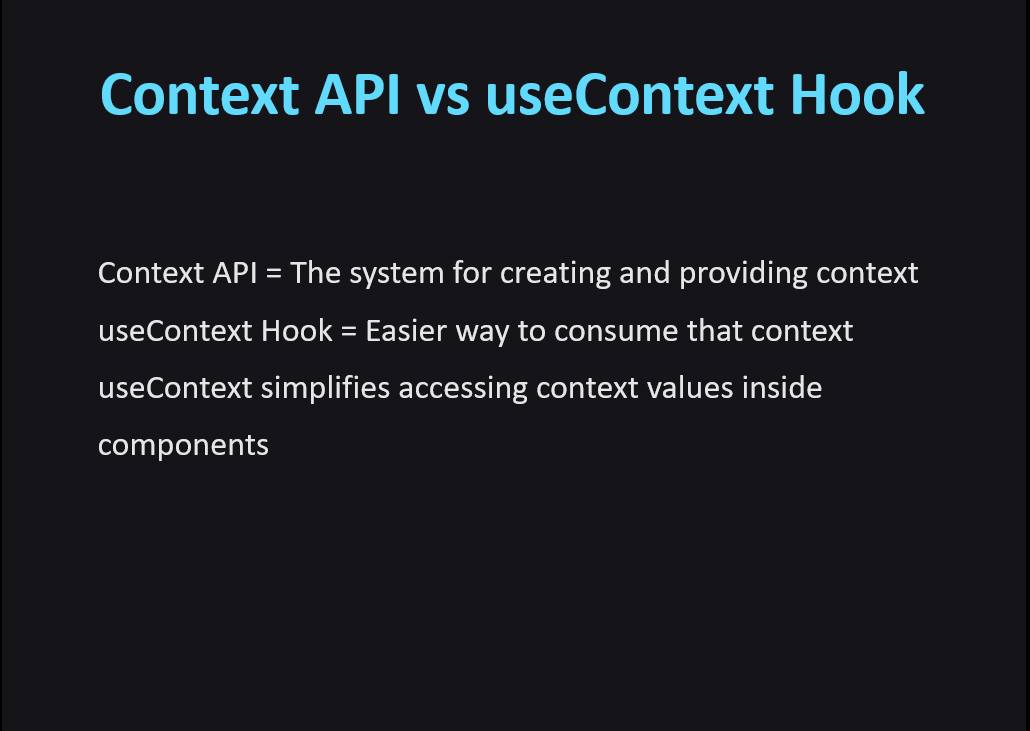 Context API vs useContext Hook
Context API = The system for creating and providing context
useContext Hook = Easier way to consume that context
useContext simplifies accessing context values inside
components